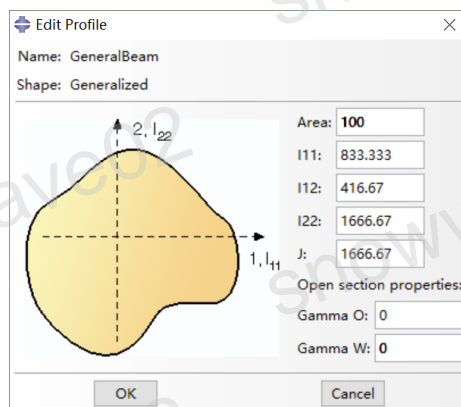 Edit Profile
Name: GeneralBeam
Shape: Generalized
2, I22
1, I11
Area: 100
I11: 833.333
I12: 416.67
I22: 1666.67
J: 1666.67
Open section properties:
Gamma O: 0
Gamma W: 0
OK
Cancel